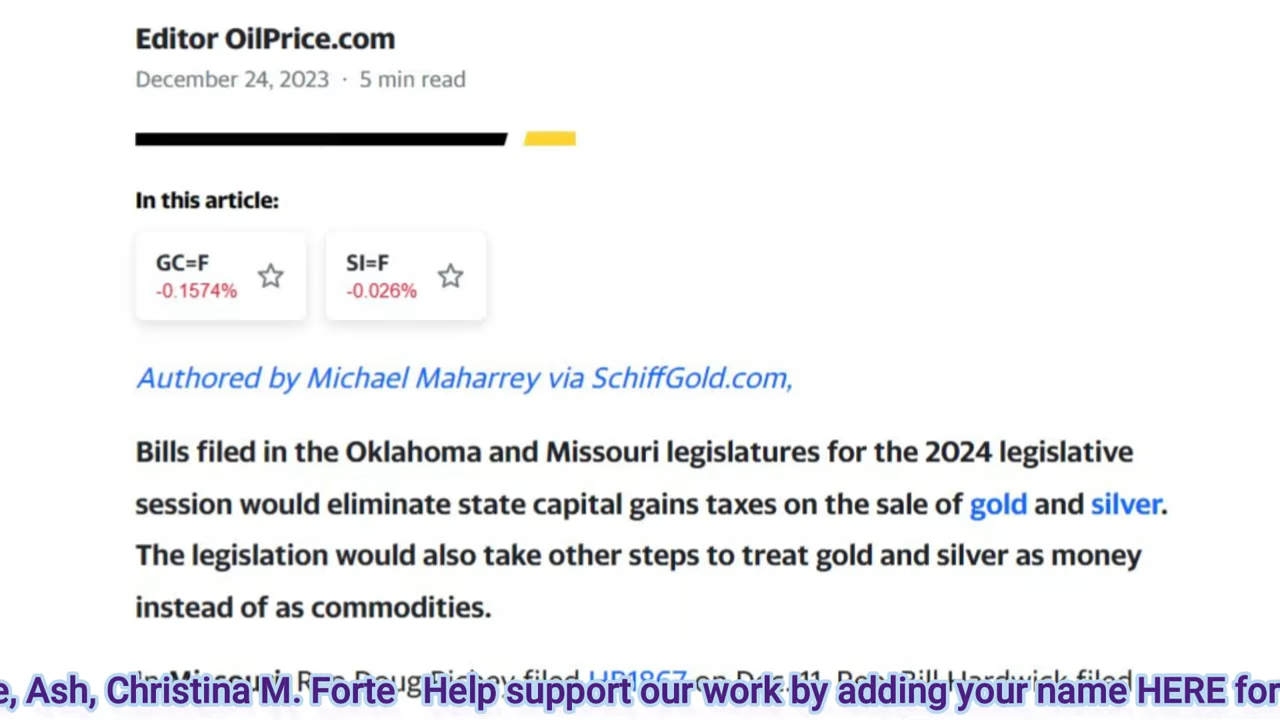 Editor OilPrice.com
December 24, 2023 · 5 min read
In this article:
GC=F
-0.1574%
SI=F
-0.026%
Authored by Michael Maharrey via SchiffGold.com,
Bills filed in the Oklahoma and Missouri legislatures for the 2024 legislative
session would eliminate state capital gains taxes on the sale of gold and silver.
The legislation would also take other steps to treat gold and silver as money
instead of as commodities.
e, Ash, Christina M. Forte Help support our work by adding your name HERE for